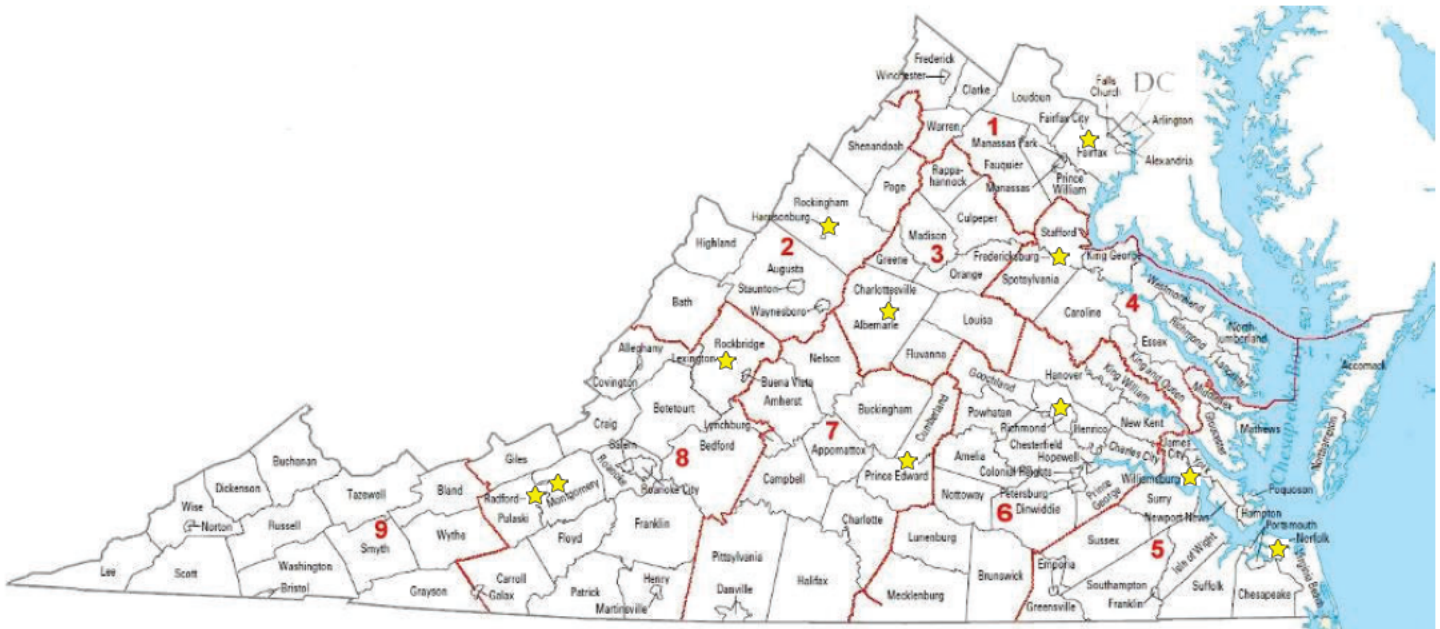 Frederick
Winchester
Clarke
Loudoun
Falls
Church
DC
Arlington
Fairfax City
Fairfax
Alexandria
Warren
1
Manassas Park
Fauquier
Manassas
Prince
William
Shenandoah
Page
Rappa-
hannock
Culpeper
Madison
3
Greene
Orange
Stafford
Fredericksburg
King George
Spotsylvania
Rockingham
Harrisonburg
Highland
2
Augusta
Staunton
Waynesboro
Bath
Charlottesville
Albemarle
Louisa
Fluvanna
Caroline
4
Westmoreland
Richmond
North-
umberland
Lancaster
Essex
King and Queen
King William
Middlesex
Accomack
Northampton
Chesapeake
Alleghany
Covington
Rockbridge
Lexington
Buena Vista
Amherst
Nelson
Botetourt
Craig
Lynchburg
Bedford
8
Salem
Roanoke
Roanoke City
Buckingham
Cumberland
7
Appomattox
Prince Edward
Campbell
Charlotte
Goochland
Hanover
Powhatan
Richmond
Henrico
New Kent
Chesterfield
Hopewell
Charles City
Amelia
Colonial Heights
Nottoway
Petersburg
Dinwiddie
6
Prince
George
James
City
York
Gloucester
Mathews
Williamsburg
Surry
Newport News
Poquoson
Hampton
Portsmouth
Norfolk
Virginia Beach
Sussex
5
Isle of Wight
Southampton
Franklin
Suffolk
Chesapeake
Emporia
Greensville
Lunenburg
Mecklenburg
Brunswick
Pittsylvania
Danville
Halifax
Giles
Radford
Montgomery
Pulaski
Floyd
Franklin
Carroll
Galax
Patrick
Henry
Martinsville
Buchanan
Dickenson
Tazewell
Bland
Wise
Norton
Russell
9
Smyth
Wythe
Washington
Bristol
Grayson
Lee
Scott